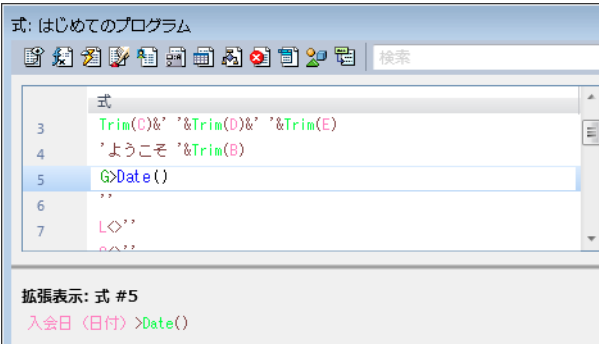 式: はじめてのプログラム
検索
式
3 Trim(C)&' '&Trim(D)&' '&Trim(E)
4 'ようこそ '&Trim(B)
5 G>Date()
6 ''
7 L<>''
拡張表示: 式 #5
入会日（日付）>Date()